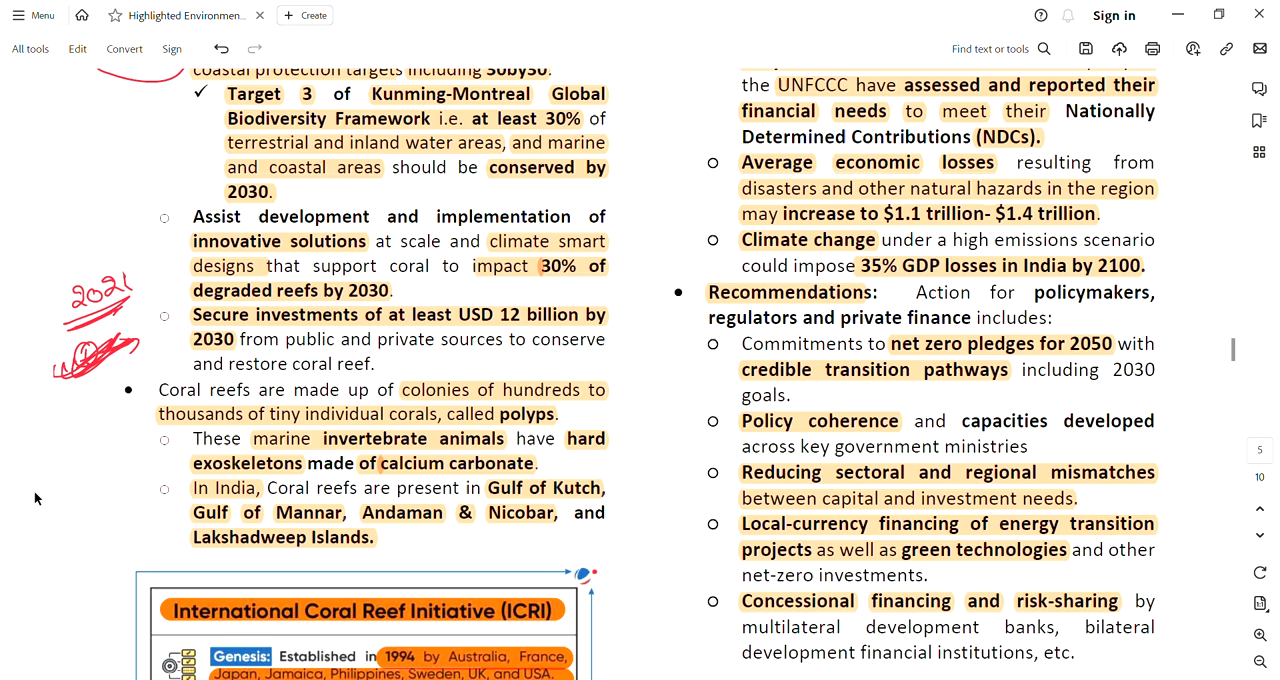 Menu
Highlighted Environmen...
Create
Sign in
All tools
Edit
Convert
Sign
Find text or tools
coastal protection targets including 30by30.
✓ Target 3 of Kunming-Montreal Global
Biodiversity Framework i.e. at least 30% of
terrestrial and inland water areas, and marine
and coastal areas should be conserved by
2030.
○ Assist development and implementation of
innovative solutions at scale and climate smart
designs that support coral to impact 30% of
degraded reefs by 2030.
2021
○ Secure investments of at least USD 12 billion by
2030 from public and private sources to conserve
and restore coral reef.
• Coral reefs are made up of colonies of hundreds to
thousands of tiny individual corals, called polyps.
○ These marine invertebrate animals have hard
exoskeletons made of calcium carbonate.
○ In India, Coral reefs are present in Gulf of Kutch,
Gulf of Mannar, Andaman & Nicobar, and
Lakshadweep Islands.
International Coral Reef Initiative (ICRI)
Genesis: Established in 1994 by Australia, France,
Japan, Jamaica, Philippines, Sweden, UK, and USA.
the UNFCCC have assessed and reported their
financial needs to meet their Nationally
Determined Contributions (NDCs).
○ Average economic losses resulting from
disasters and other natural hazards in the region
may increase to $1.1 trillion- $1.4 trillion.
○ Climate change under a high emissions scenario
could impose 35% GDP losses in India by 2100.
• Recommendations: Action for policymakers,
regulators and private finance includes:
○ Commitments to net zero pledges for 2050 with
credible transition pathways including 2030
goals.
○ Policy coherence and capacities developed
across key government ministries
○ Reducing sectoral and regional mismatches
between capital and investment needs.
○ Local-currency financing of energy transition
projects as well as green technologies and other
net-zero investments.
○ Concessional financing and risk-sharing by
multilateral development banks, bilateral
development financial institutions, etc.
5
10